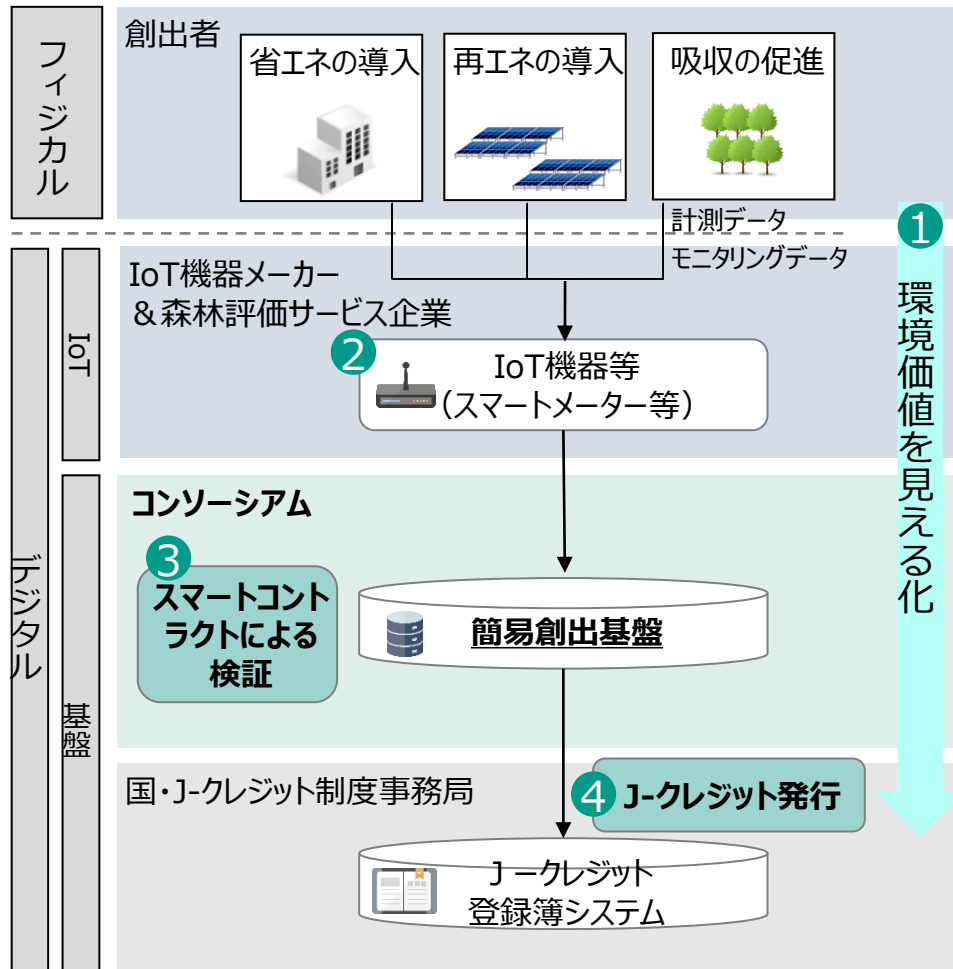 フィジカル
創出者
省エネの導入
再エネの導入
吸収の促進
計測データ
モニタリングデータ
1
環境価値を見える化
デジタル
IoT
IoT機器メーカー
&森林評価サービス企業
2
IoT機器等
(スマートメーター等)
基盤
コンソーシアム
3
スマートコント
ラクトによる
検証
簡易創出基盤
国・J-クレジット制度事務局
4
J-クレジット発行
J-クレジット
登録簿システム